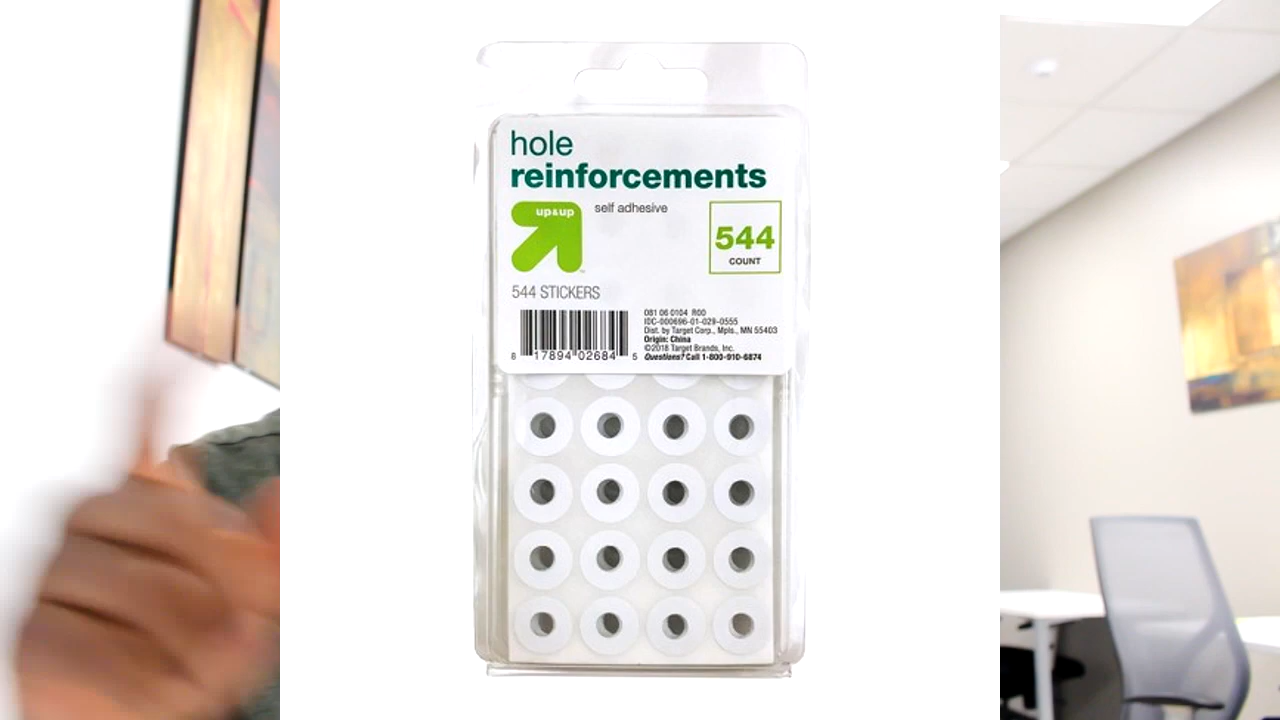 hole
reinforcements
up&up
self adhesive
544
COUNT
544 STICKERS
081 06 0104 R00
IDC-000696-01-029-0555
Dist. by Target Corp., Mpls., MN 55403
Origin: China
©2018 Target Brands, Inc.
Questions? Call 1-800-910-6874
8 17894 02684 5